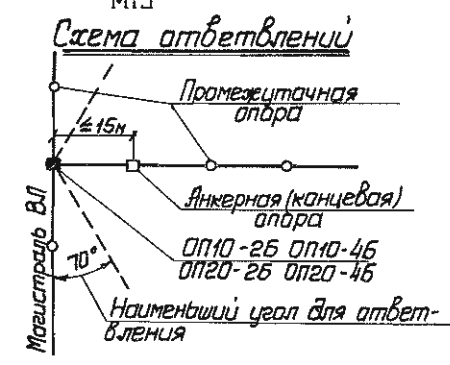 Схема ответвлений
Промежуточная
опора
≤15м
Анкерная (концевая)
опора
Магистраль ВЛ
ОП10-2Б ОП10-4Б
ОП20-2Б ОП20-4Б
70°
Наименьший угол для ответ-
вления